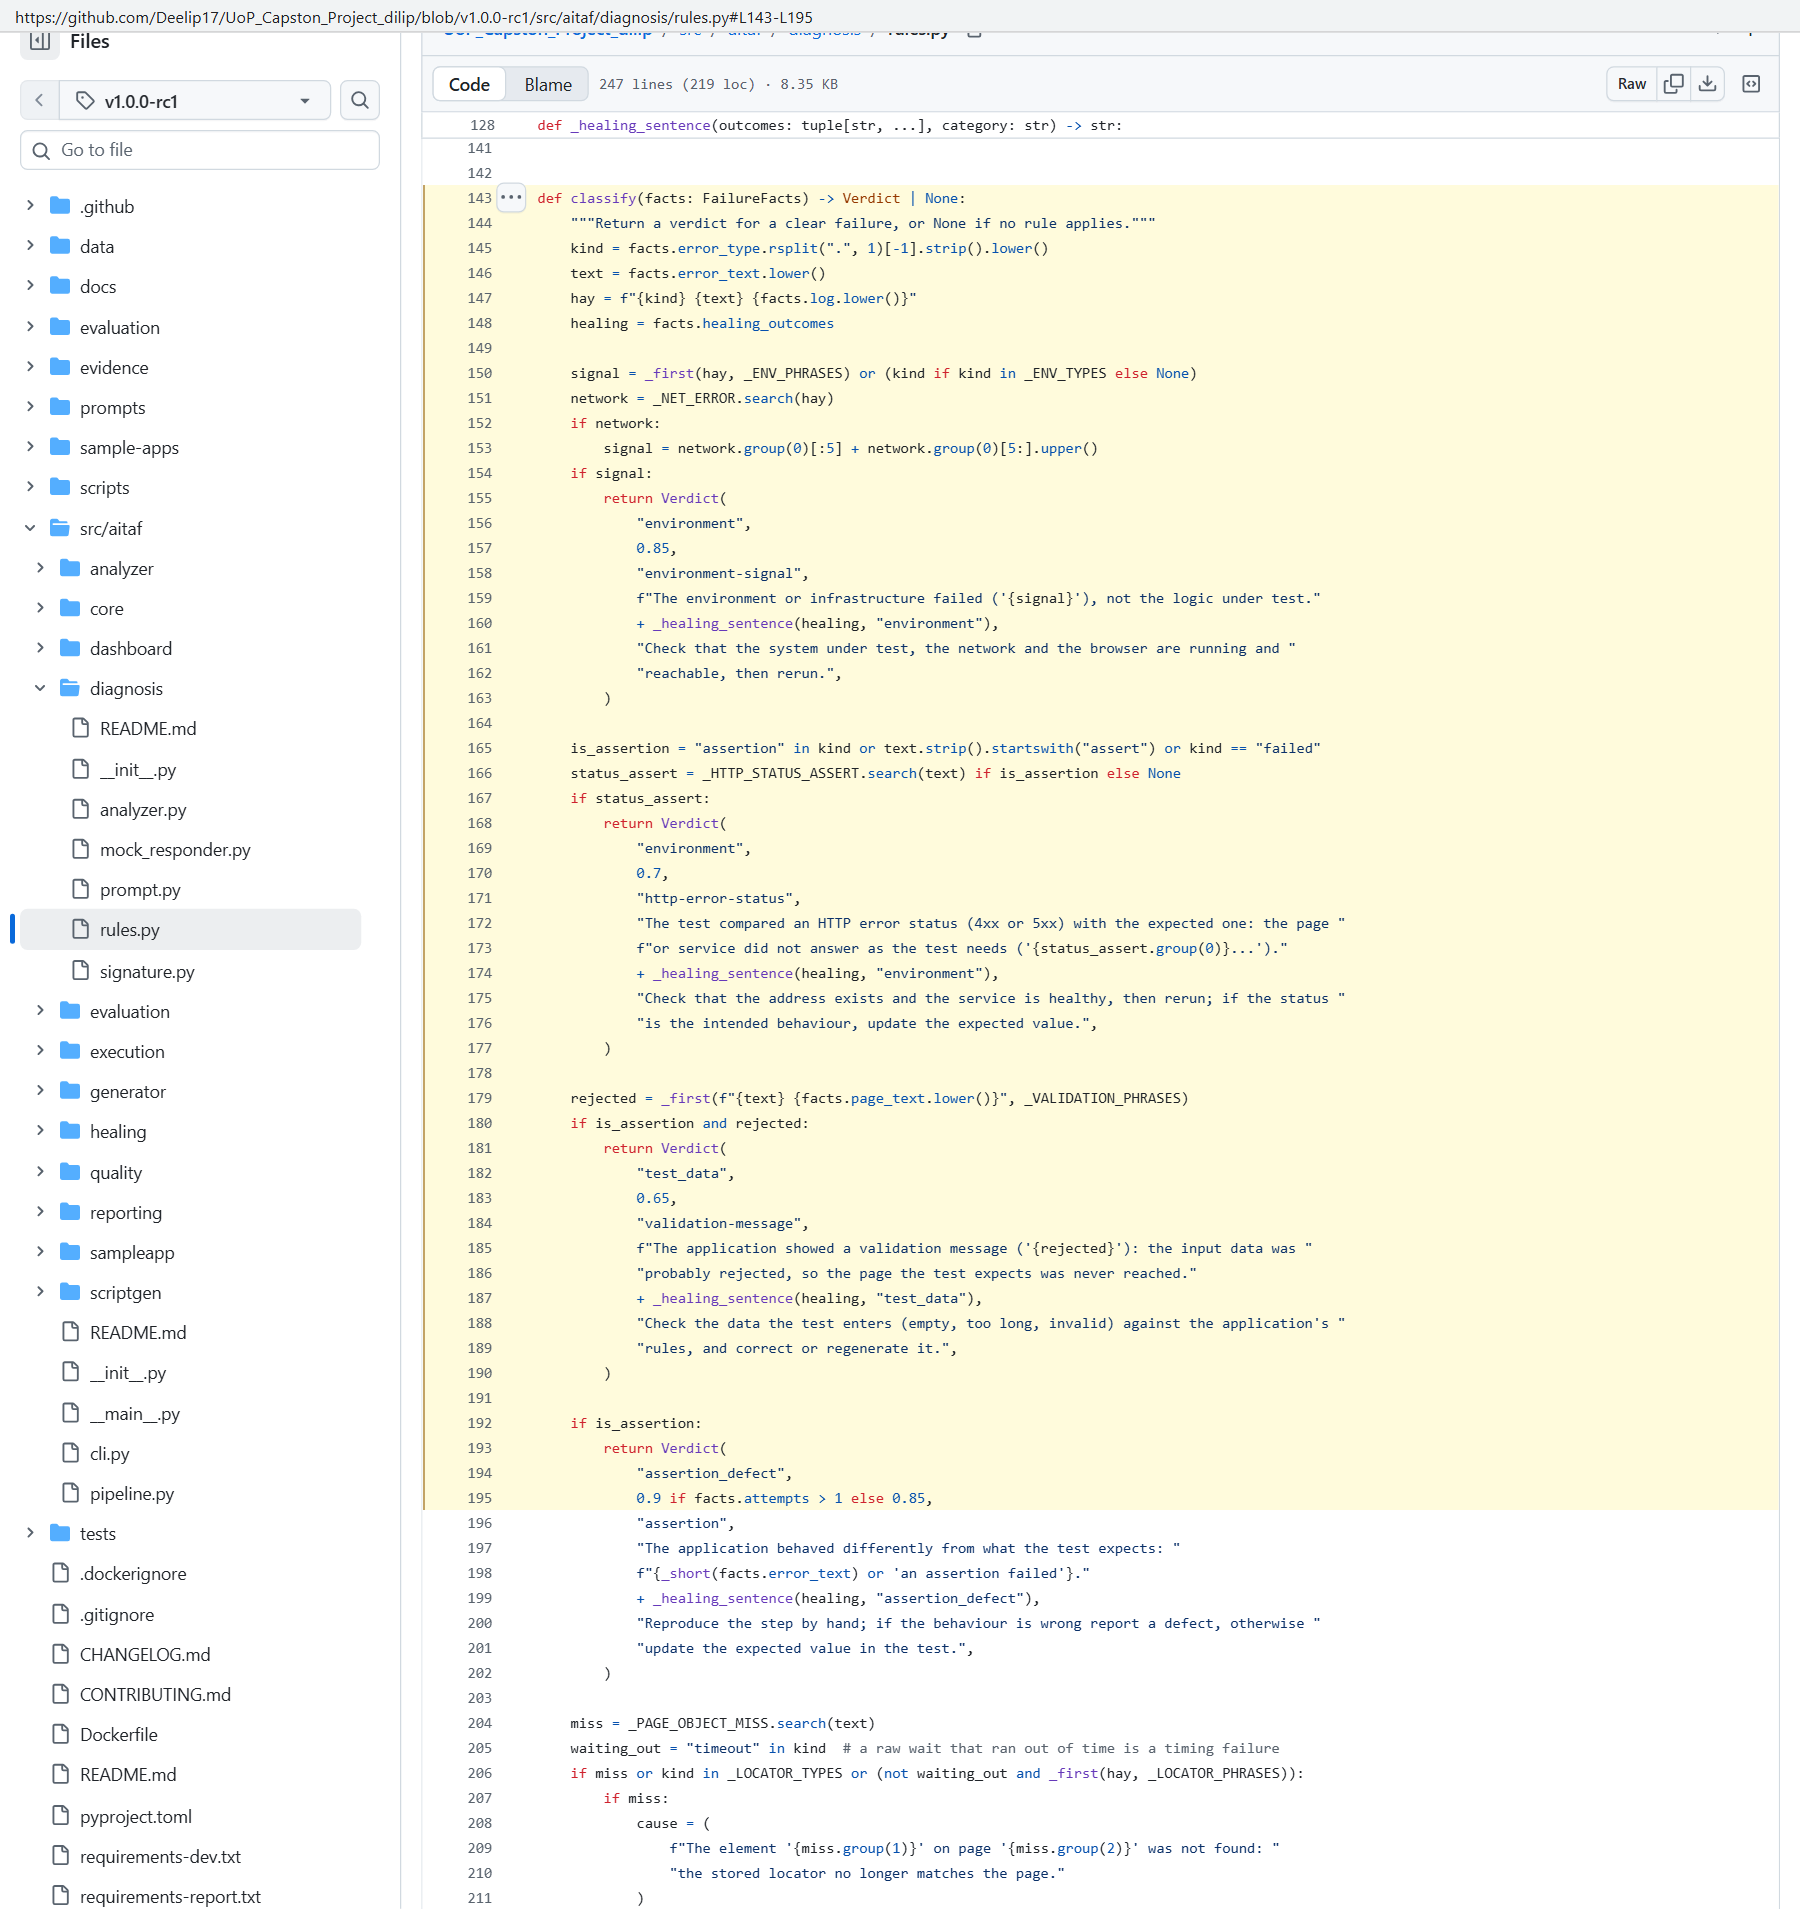 https://github.com/Deelip17/UoP_Capston_Project_dilip/blob/v1.0.0-rc1/src/aitaf/diagnosis/rules.py#L143-L195
Files
v1.0.0-rc1
Go to file
.github
data
docs
evaluation
evidence
prompts
sample-apps
scripts
src/aitaf
analyzer
core
dashboard
diagnosis
README.md
__init__.py
analyzer.py
mock_responder.py
prompt.py
rules.py
signature.py
evaluation
execution
generator
healing
quality
reporting
sampleapp
scriptgen
README.md
__init__.py
__main__.py
cli.py
pipeline.py
tests
.dockerignore
.gitignore
CHANGELOG.md
CONTRIBUTING.md
Dockerfile
README.md
pyproject.toml
requirements-dev.txt
requirements-report.txt
UoP_Capston_Project_dilip / src / aitaf / diagnosis / rules.py
Code Blame 247 lines (219 loc) · 8.35 KB Raw
128 def _healing_sentence(outcomes: tuple[str, ...], category: str) -> str:
141
142
143 def classify(facts: FailureFacts) -> Verdict | None:
144 """Return a verdict for a clear failure, or None if no rule applies."""
145 kind = facts.error_type.rsplit(".", 1)[-1].strip().lower()
146 text = facts.error_text.lower()
147 hay = f"{kind} {text} {facts.log.lower()}"
148 healing = facts.healing_outcomes
149
150 signal = _first(hay, _ENV_PHRASES) or (kind if kind in _ENV_TYPES else None)
151 network = _NET_ERROR.search(hay)
152 if network:
153 signal = network.group(0)[:5] + network.group(0)[5:].upper()
154 if signal:
155 return Verdict(
156 "environment",
157 0.85,
158 "environment-signal",
159 f"The environment or infrastructure failed ('{signal}'), not the logic under test."
160 + _healing_sentence(healing, "environment"),
161 "Check that the system under test, the network and the browser are running and "
162 "reachable, then rerun.",
163 )
164
165 is_assertion = "assertion" in kind or text.strip().startswith("assert") or kind == "failed"
166 status_assert = _HTTP_STATUS_ASSERT.search(text) if is_assertion else None
167 if status_assert:
168 return Verdict(
169 "environment",
170 0.7,
171 "http-error-status",
172 "The test compared an HTTP error status (4xx or 5xx) with the expected one: the page "
173 f"or service did not answer as the test needs ('{status_assert.group(0)}...')."
174 + _healing_sentence(healing, "environment"),
175 "Check that the address exists and the service is healthy, then rerun; if the status "
176 "is the intended behaviour, update the expected value.",
177 )
178
179 rejected = _first(f"{text} {facts.page_text.lower()}", _VALIDATION_PHRASES)
180 if is_assertion and rejected:
181 return Verdict(
182 "test_data",
183 0.65,
184 "validation-message",
185 f"The application showed a validation message ('{rejected}'): the input data was "
186 "probably rejected, so the page the test expects was never reached."
187 + _healing_sentence(healing, "test_data"),
188 "Check the data the test enters (empty, too long, invalid) against the application's "
189 "rules, and correct or regenerate it.",
190 )
191
192 if is_assertion:
193 return Verdict(
194 "assertion_defect",
195 0.9 if facts.attempts > 1 else 0.85,
196 "assertion",
197 "The application behaved differently from what the test expects: "
198 f"{_short(facts.error_text) or 'an assertion failed'}."
199 + _healing_sentence(healing, "assertion_defect"),
200 "Reproduce the step by hand; if the behaviour is wrong report a defect, otherwise "
201 "update the expected value in the test.",
202 )
203
204 miss = _PAGE_OBJECT_MISS.search(text)
205 waiting_out = "timeout" in kind # a raw wait that ran out of time is a timing failure
206 if miss or kind in _LOCATOR_TYPES or (not waiting_out and _first(hay, _LOCATOR_PHRASES)):
207 if miss:
208 cause = (
209 f"The element '{miss.group(1)}' on page '{miss.group(2)}' was not found: "
210 "the stored locator no longer matches the page."
211 )